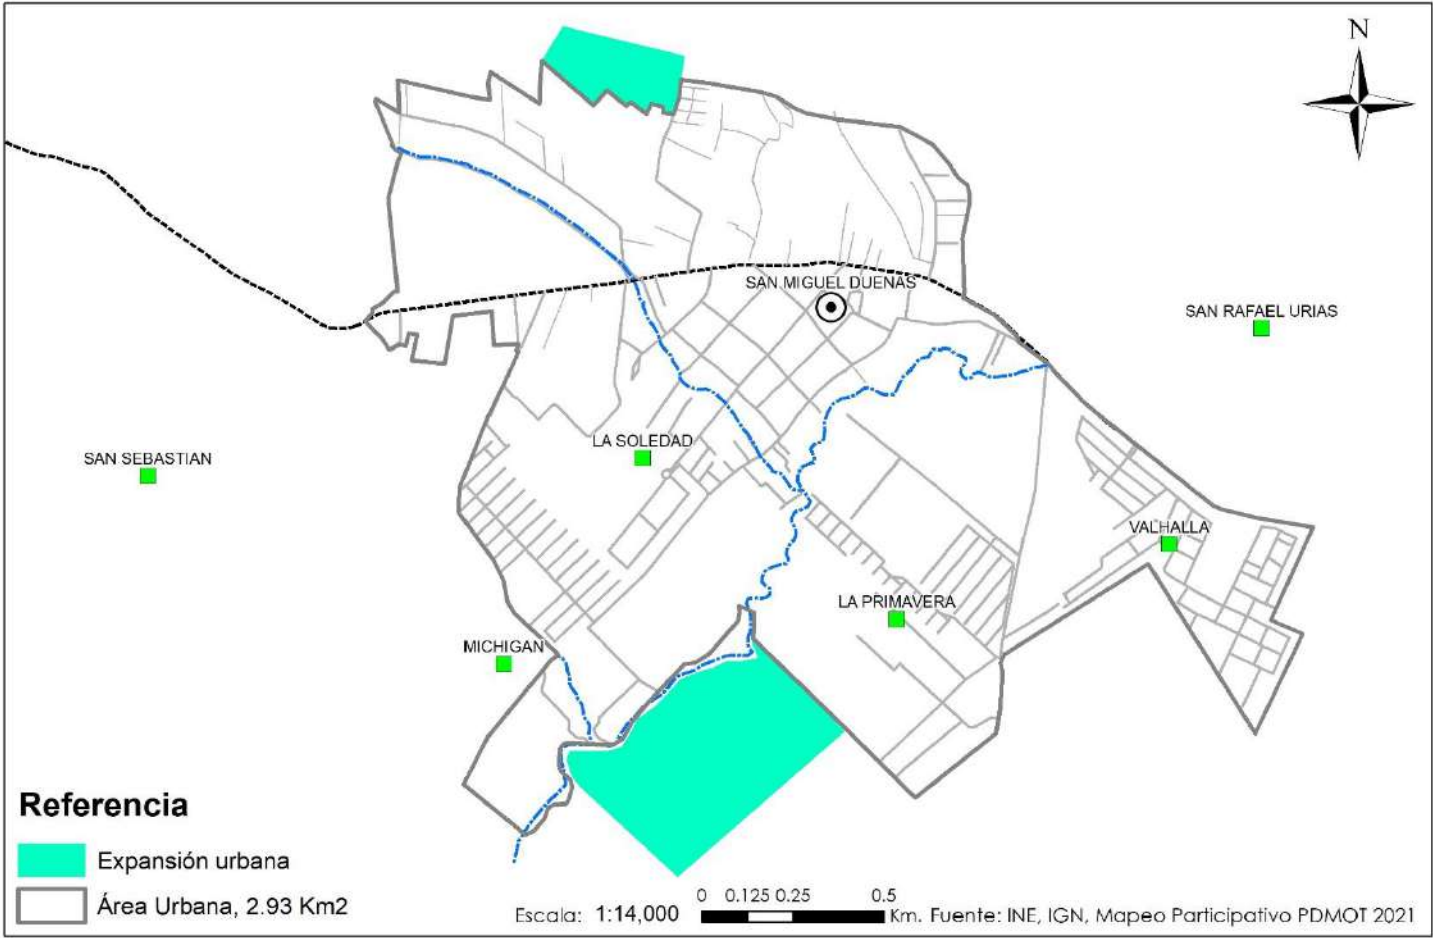 N
SAN MIGUEL DUEÑAS
SAN RAFAEL URIAS
LA SOLEDAD
SAN SEBASTIAN
VALHALLA
LA PRIMAVERA
MICHIGAN
Referencia
Expansión urbana
Área Urbana, 2.93 Km2
Escala: 1:14,000
0 0.125 0.25 0.5
Km. Fuente: INE, IGN, Mapeo Participativo PDMOT 2021